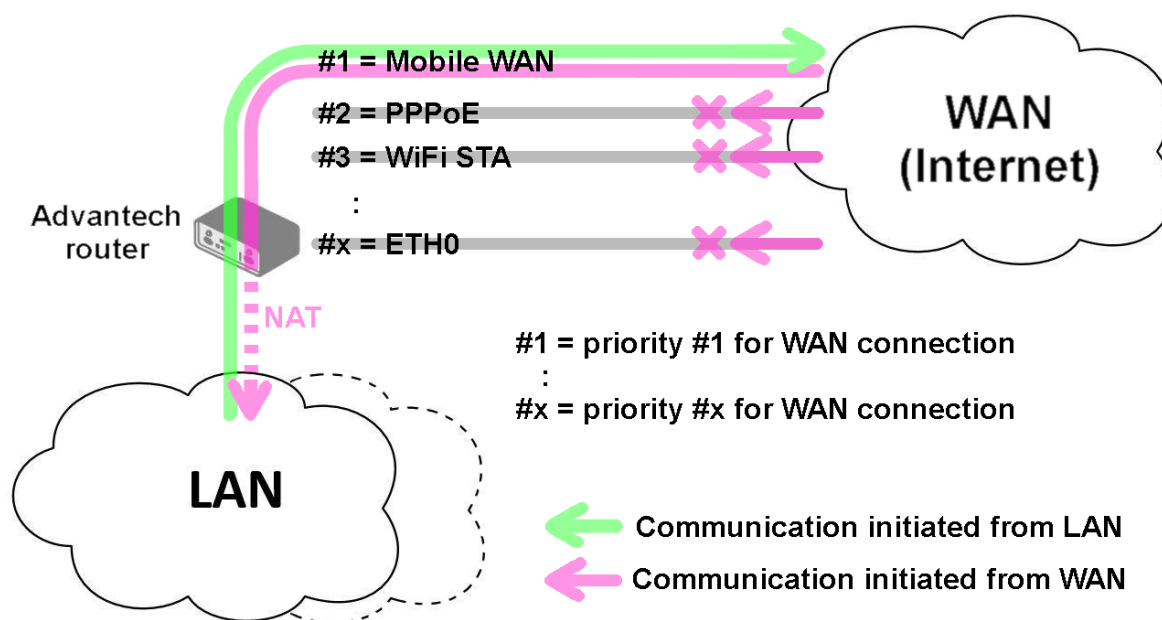 #1 = Mobile WAN
#2 = PPPoE
#3 = WiFi STA
:
#x = ETH0
WAN
(Internet)
Advantech
router
NAT
#1 = priority #1 for WAN connection
:
#x = priority #x for WAN connection
LAN
Communication initiated from LAN
Communication initiated from WAN